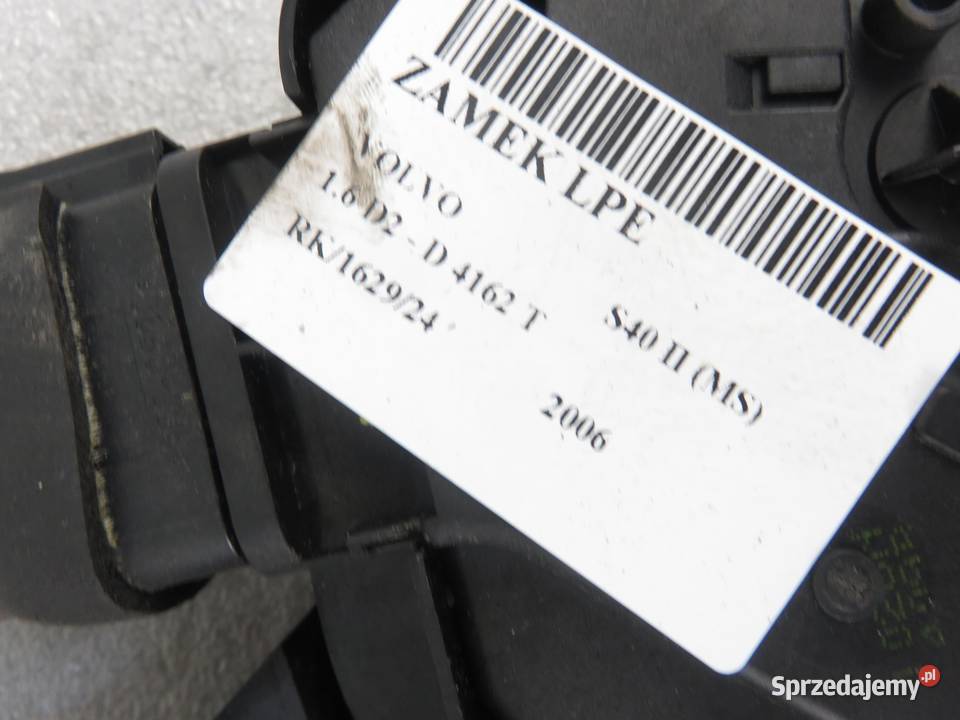 ZAMEK LPE
VOLVO S40 II (MS)
1.6 D2 - D 4162 T 2006
RK/1629/24
Sprzedajemy.pl